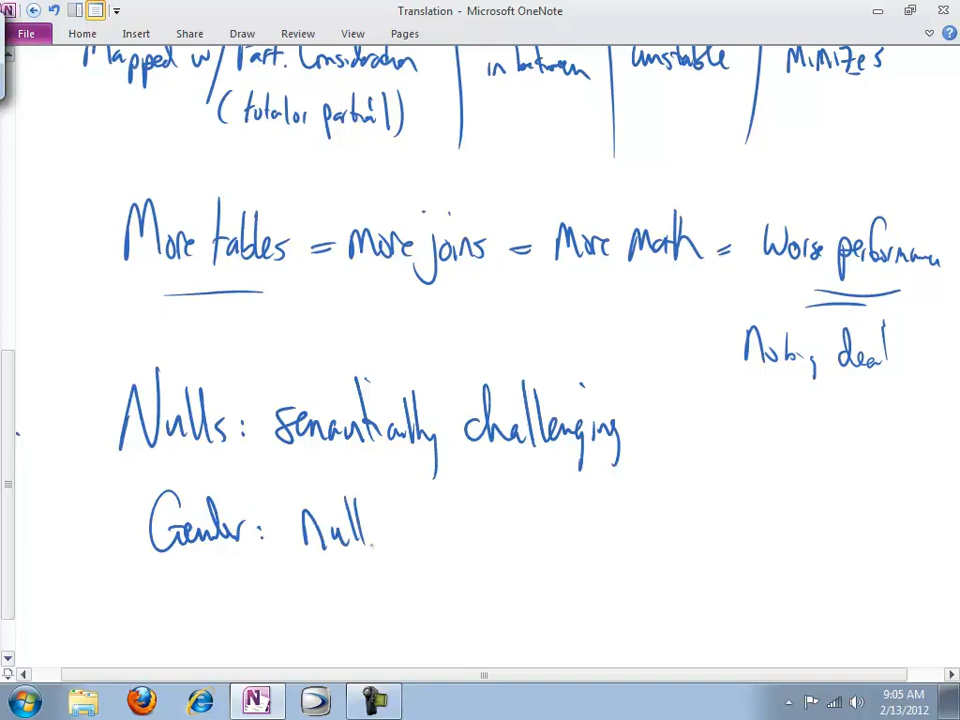 Translation - Microsoft OneNote
File Home Insert Share Draw Review View Pages
Mapped w/ Part. Consideration in between unstable Mimizes
(total or partial)
More tables = more joins = More Math = Worse performance
No big deal
Nulls: semantically challenging
Gender: Null
9:05 AM
2/13/2012